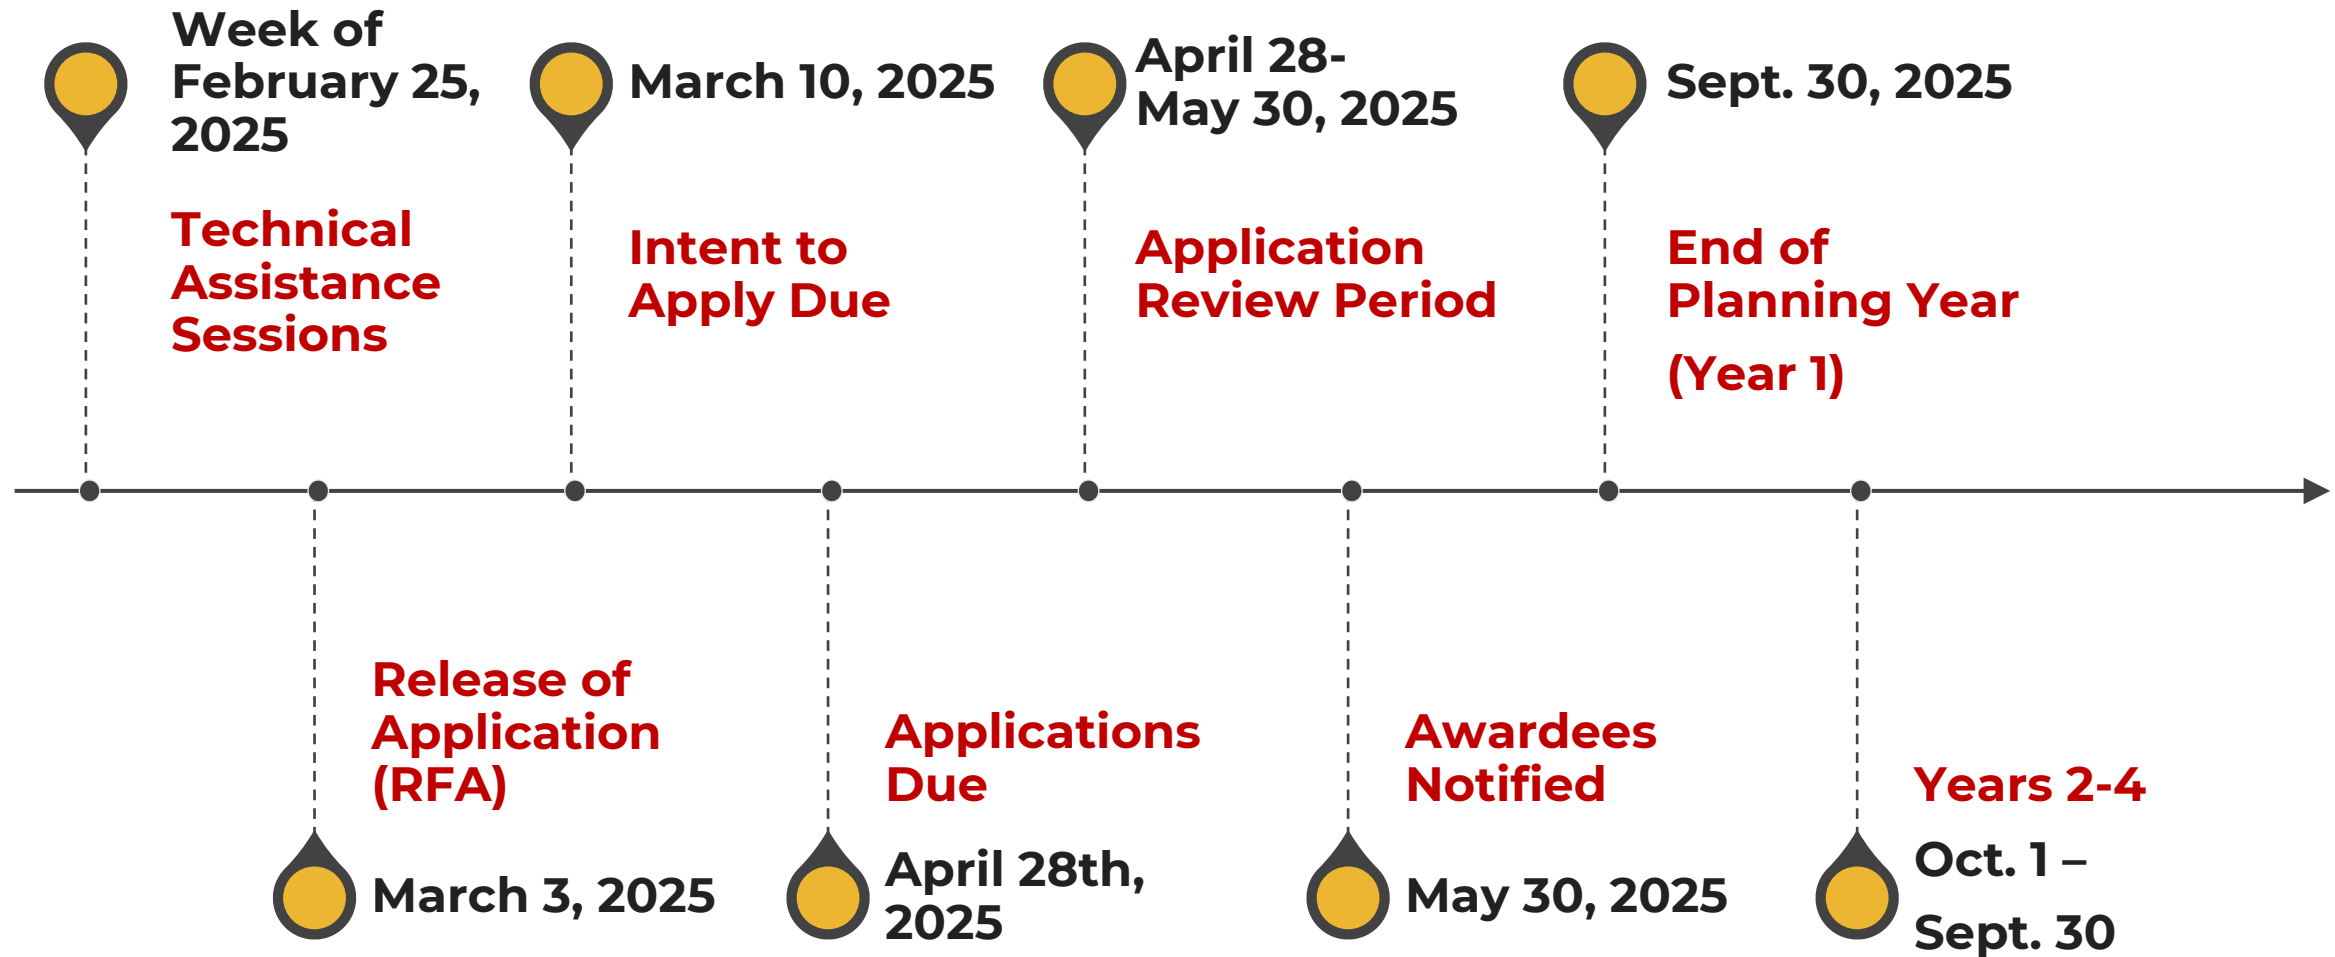 Week of
February 25,
2025
Technical
Assistance
Sessions
March 10, 2025
Intent to
Apply Due
April 28-
May 30, 2025
Application
Review Period
Sept. 30, 2025
End of
Planning Year
(Year 1)
Release of
Application
(RFA)
March 3, 2025
Applications
Due
April 28th,
2025
Awardees
Notified
May 30, 2025
Years 2-4
Oct. 1 –
Sept. 30